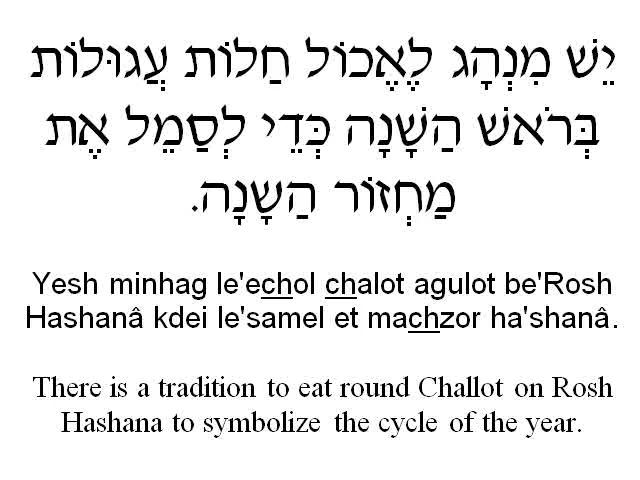 יֵשׁ מִנְהָג לֶאֱכוֹל חַלוֹת עֲגוּלוֹת
בְּרֹאשׁ הַשָּׁנָה כְּדֵי לְסַמֵל אֶת
מַחְזוֹר הַשָנָה.
Yesh minhag le'echol chalot agulot be'Rosh
Hashanâ kdei le'samel et machzor ha'shanâ.
There is a tradition to eat round Challot on Rosh
Hashana to symbolize the cycle of the year.